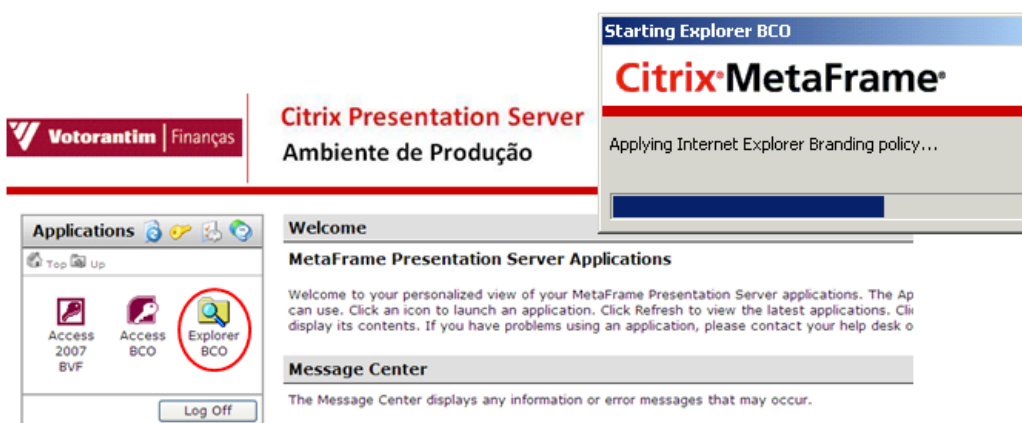 Starting Explorer BCO
Citrix MetaFrame
Applying Internet Explorer Branding policy...
Votorantim | Finanças
Citrix Presentation Server
Ambiente de Produção
Applications
Top Up
Access 2007 BVF
Access BCO
Explorer BCO
Log Off
Welcome
MetaFrame Presentation Server Applications
Welcome to your personalized view of your MetaFrame Presentation Server applications. The Ap
can use. Click an icon to launch an application. Click Refresh to view the latest applications. Cli
display its contents. If you have problems using an application, please contact your help desk o
Message Center
The Message Center displays any information or error messages that may occur.